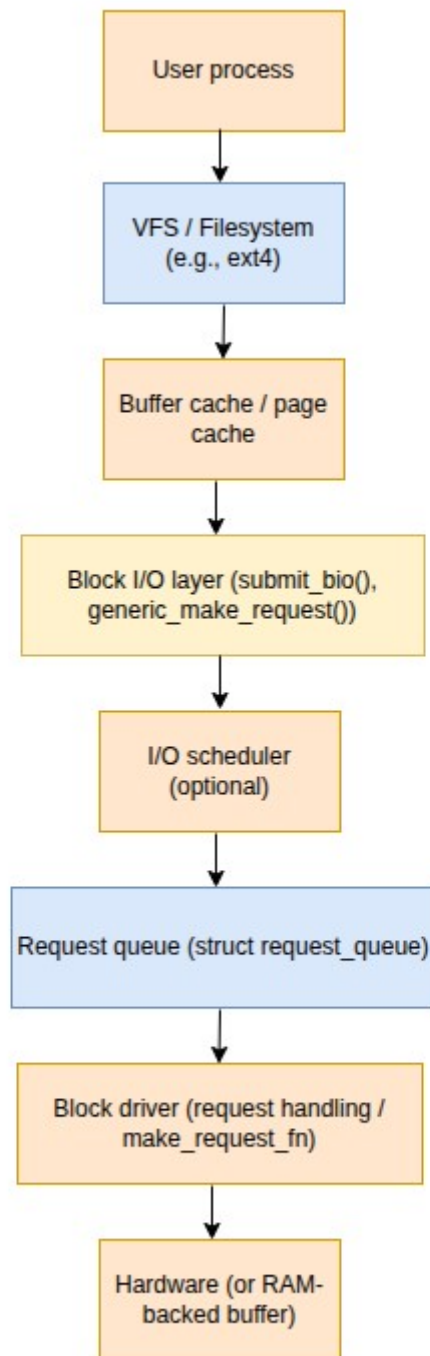 User process
VFS / Filesystem
(e.g., ext4)
Buffer cache / page
cache
Block I/O layer (submit_bio(),
generic_make_request())
I/O scheduler
(optional)
Request queue (struct request_queue)
Block driver (request handling /
make_request_fn)
Hardware (or RAM-
backed buffer)